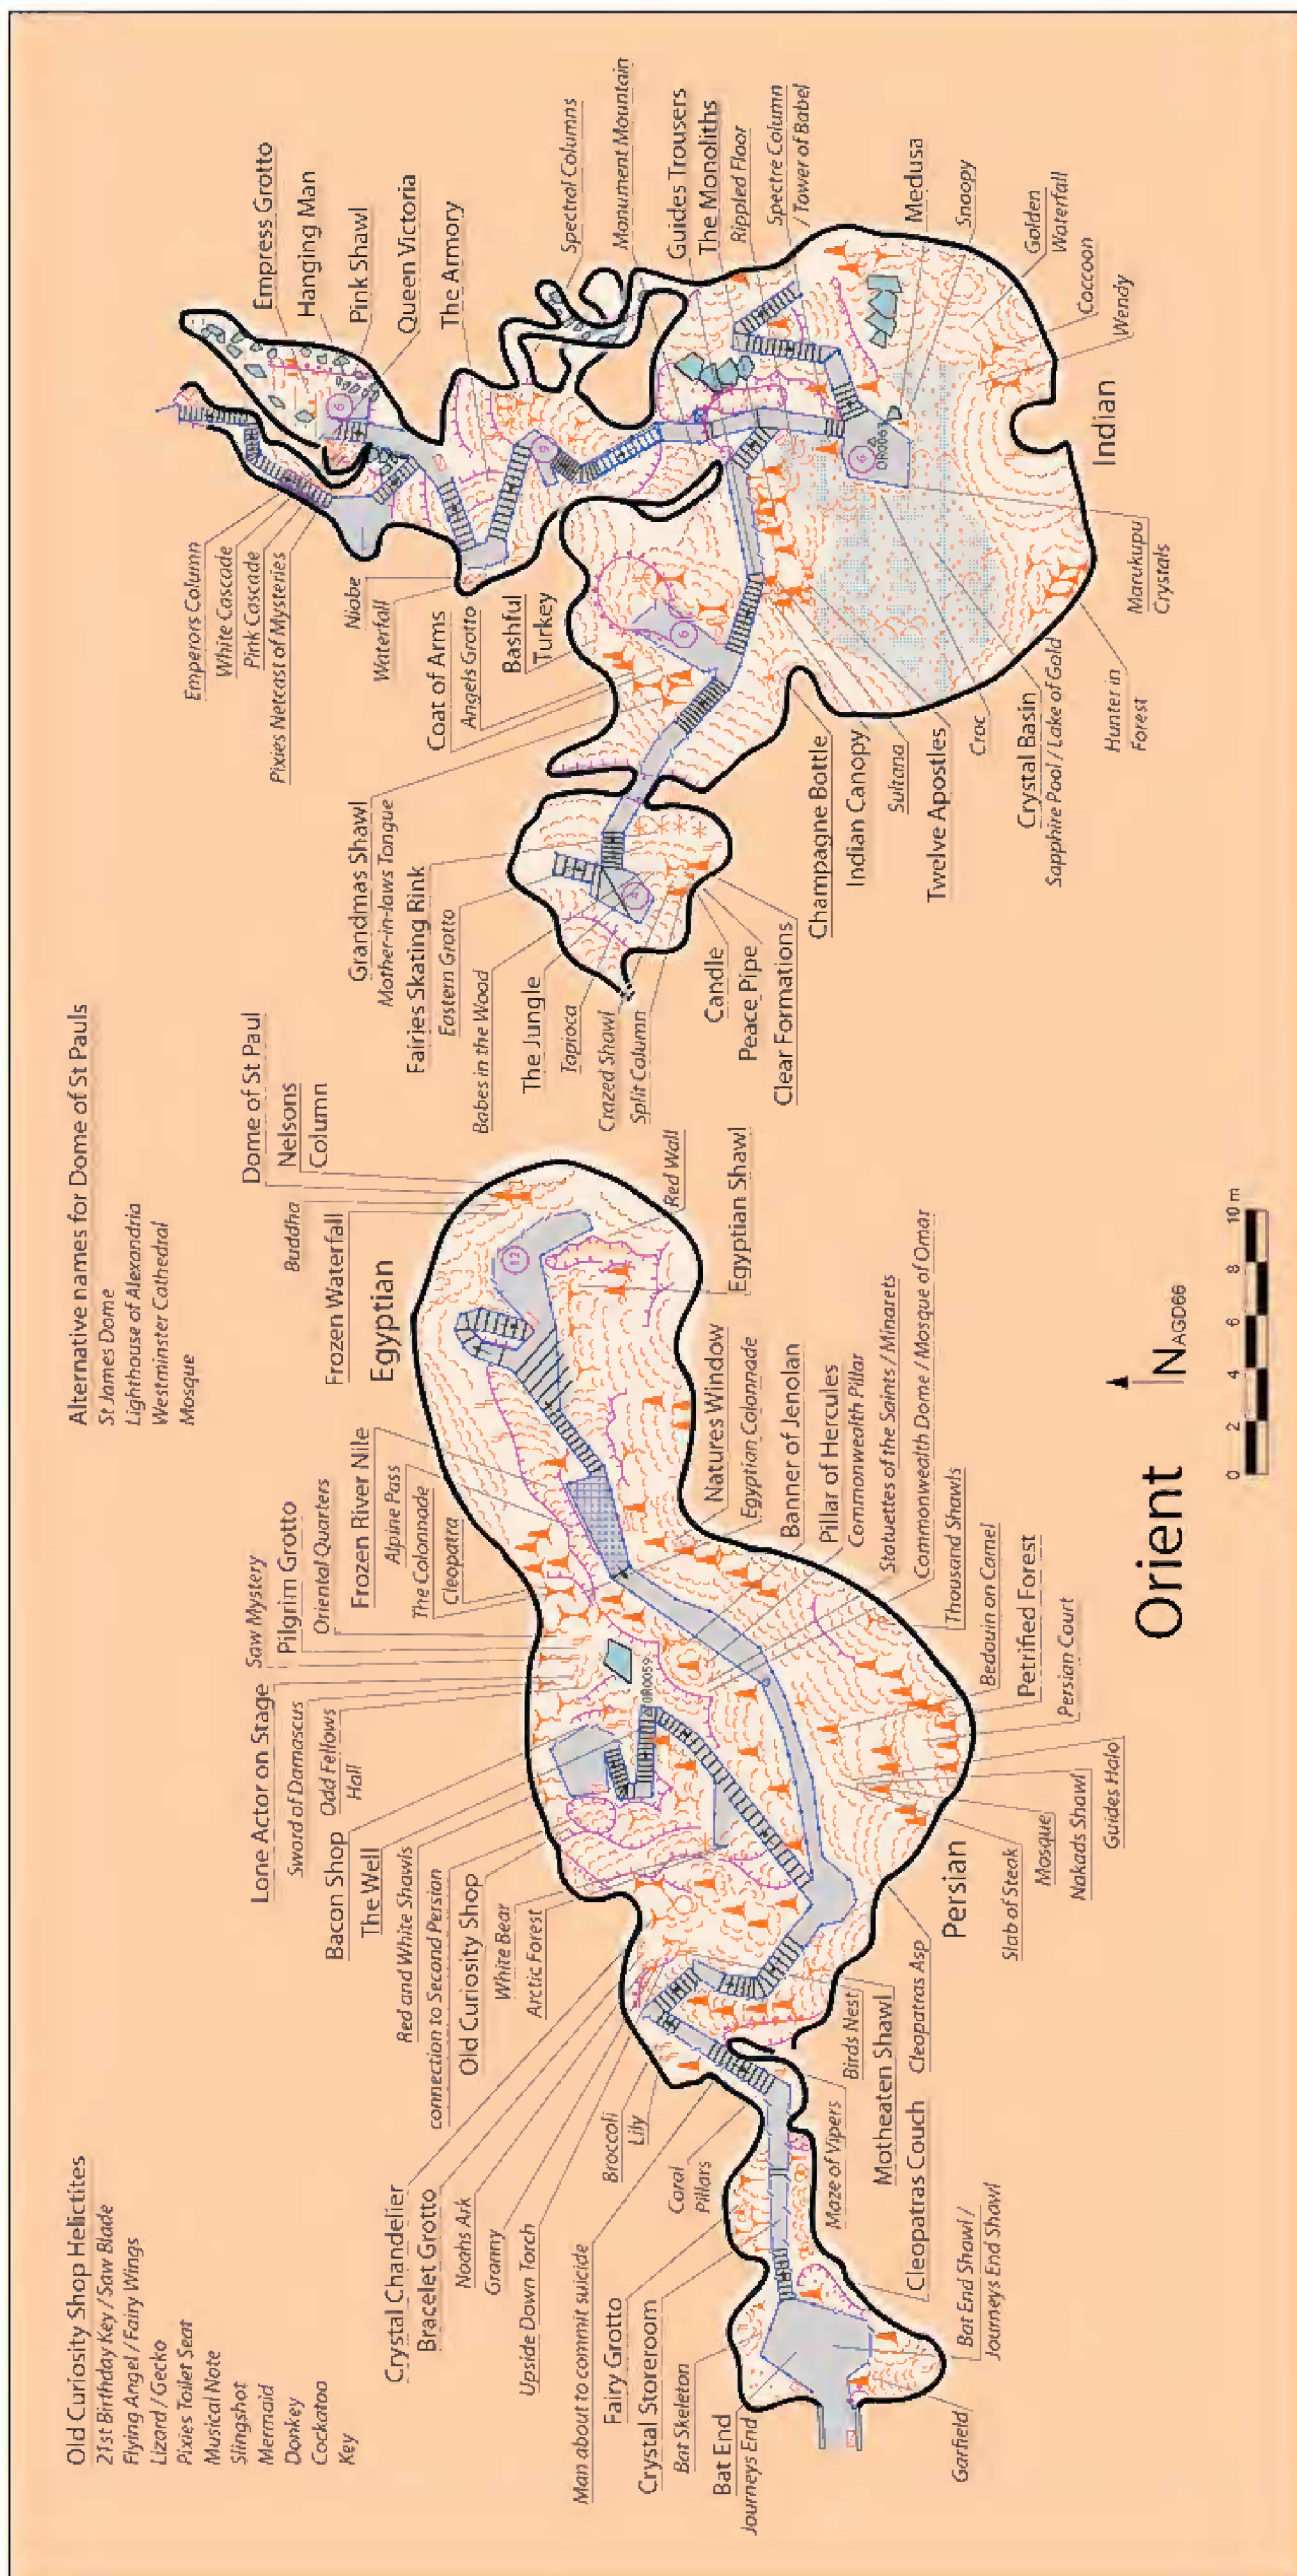 Old Curiosity Shop Helictites
21st Birthday Key / Saw Blade
Flying Angel / Fairy Wings
Lizard / Gecko
Pixies Toilet Seat
Musical Note
Slingshot
Mermaid
Donkey
Cockatoo
Key
Alternative names for Dome of St Pauls
St James Dome
Lighthouse of Alexandria
Westminster Cathedral
Mosque
Crystal Chandelier
Bracelet Grotto
Noahs Ark
Granny
Upside Down Torch
Man about to commit suicide
Fairy Grotto
Crystal Storeroom
Bat Skeleton
Bat End
Journeys End
Broccoli
Lily
Coral
Pillars
Garfield
Bat End Shawl /
Journeys End Shawl
Cleopatras Couch
Maze of Vipers
Motheaten Shawl
Birds Nest
Cleopatras Asp
Persian
Lone Actor on Stage
Saw Mystery
Sword of Damascus
Odd Fellows
Hall
Bacon Shop
The Well
Red and White Shawls
connection to Second Persian
Old Curiosity Shop
White Bear
Arctic Forest
Pilgrim Grotto
Oriental Quarters
Frozen River Nile
Alpine Pass
The Colonnade
Cleopatra
OR0059
Slab of Steak
Mosque
Nakads Shawl
Guides Halo
Persian Court
Petrified Forest
Bedouin on Camel
Thousand Shawls
Commonwealth Dome / Mosque of Omar
Statuettes of the Saints / Minarets
Commonwealth Pillar
Pillar of Hercules
Banner of Jenolan
Egyptian Colonnade
Natures Window
Egyptian Shawl
Red Wall
Egyptian
Frozen Waterfall
Buddha
Dome of St Paul
Nelsons
Column
12
Grandmas Shawl
Mother-in-laws Tongue
Fairies Skating Rink
Eastern Grotto
Babes in the Wood
The Jungle
Tapioca
Crazed Shawl
Split Column
Candle
Peace Pipe
Clear Formations
4
Champagne Bottle
Indian Canopy
Sultana
Twelve Apostles
Croc
Crystal Basin
Sapphire Pool / Lake of Gold
Hunter in
Forest
Marukupu
Crystals
Indian
Emperors Column
White Cascade
Pink Cascade
Pixies Netcast of Mysteries
Niobe
Waterfall
Coat of Arms
Angels Grotto
Bashful
Turkey
Empress Grotto
Hanging Man
Pink Shawl
Queen Victoria
The Armory
Spectral Columns
Monument Mountain
Guides Trousers
The Monoliths
Rippled Floor
Spectre Column
/ Tower of Babel
Medusa
Snoopy
Golden
Waterfall
Coccoon
Wendy
OR0063
Orient
N AGD66
0 2 4 6 8 10 m